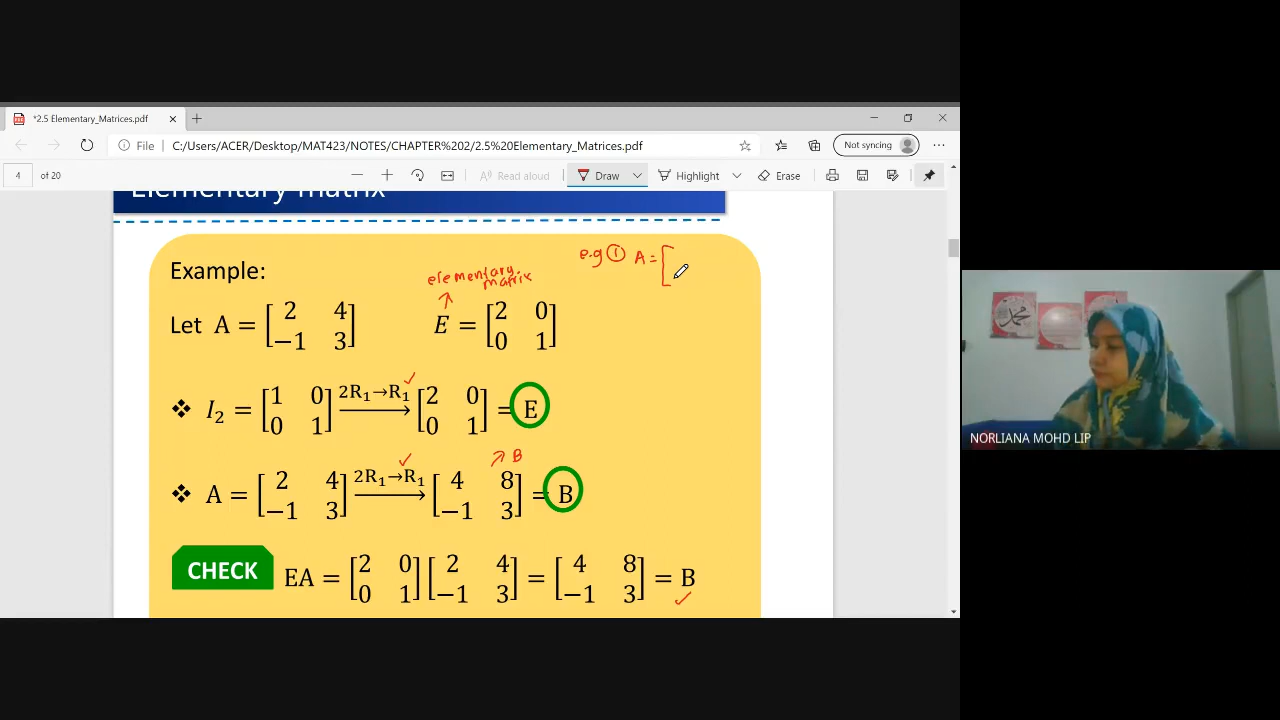 *2.5 Elementary_Matrices.pdf
File C:/Users/ACER/Desktop/MAT423/NOTES/CHAPTER%202/2.5%20Elementary_Matrices.pdf Not syncing
4 of 20 Read aloud Draw Highlight Erase
Elementary matrix
e.g ① A = [
Example:
elementary matrix
Let A = [2 4 −1 3] E = [2 0 0 1]
❖ I₂ = [1 0 0 1] 2R₁→R₁ ✓ [2 0 0 1] = E
B
❖ A = [2 4 −1 3] 2R₁→R₁ ✓ [4 8 −1 3] = B
CHECK EA = [2 0 0 1] [2 4 −1 3] = [4 8 −1 3] = B ✓
NORLIANA MOHD LIP